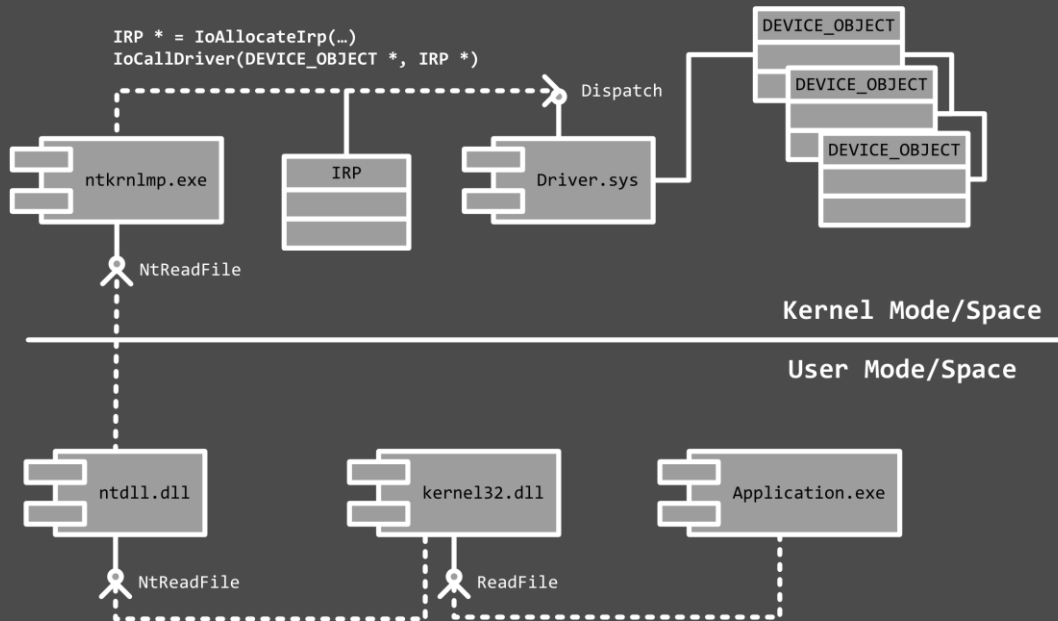 IRP * = IoAllocateIrp(…)
IoCallDriver(DEVICE_OBJECT *, IRP *)
DEVICE_OBJECT
Dispatch
DEVICE_OBJECT
DEVICE_OBJECT
ntkrnlmp.exe
IRP
Driver.sys
NtReadFile
Kernel Mode/Space
User Mode/Space
ntdll.dll
kernel32.dll
Application.exe
NtReadFile
ReadFile